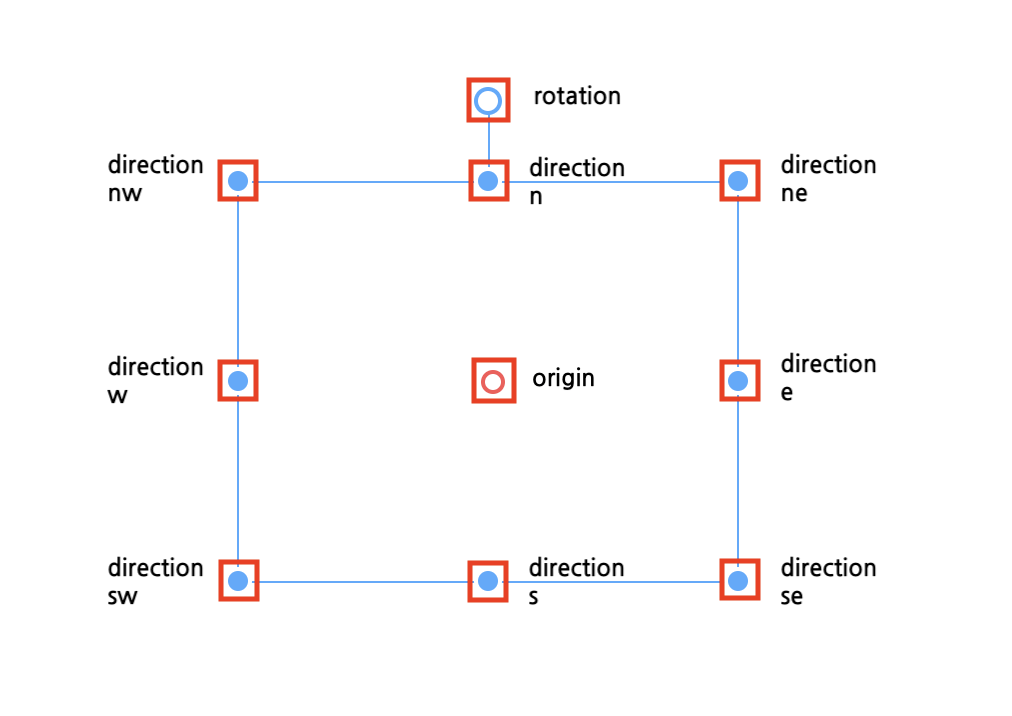 rotation
direction
nw
direction
n
direction
ne
direction
w
origin
direction
e
direction
sw
direction
s
direction
se